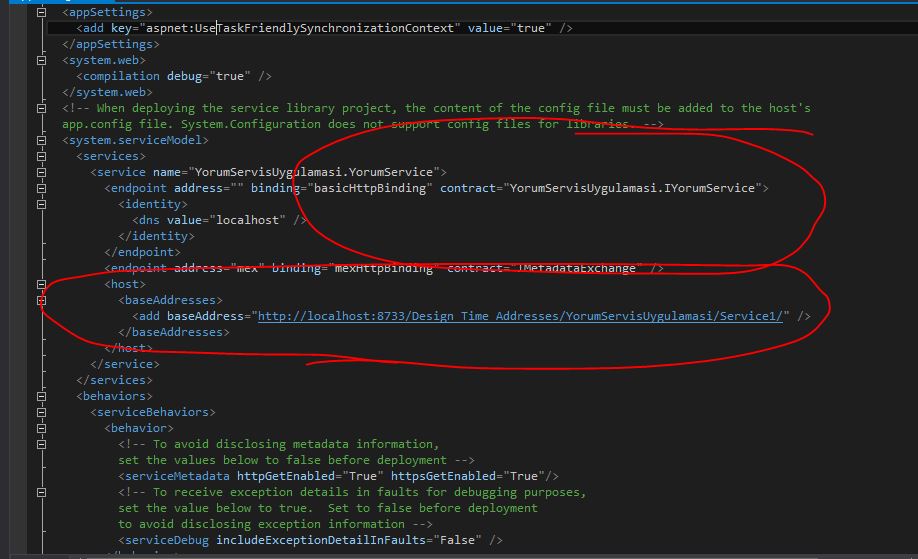 <appSettings>
<add key="aspnet:UseTaskFriendlySynchronizationContext" value="true" />
</appSettings>
<system.web>
<compilation debug="true" />
</system.web>
<!-- When deploying the service library project, the content of the config file must be added to the host's
app.config file. System.Configuration does not support config files for libraries. -->
<system.serviceModel>
<services>
<service name="YorumServisUygulamasi.YorumService">
<endpoint address="" binding="basicHttpBinding" contract="YorumServisUygulamasi.IYorumService">
<identity>
<dns value="localhost" />
</identity>
</endpoint>
<endpoint address="mex" binding="mexHttpBinding" contract="IMetadataExchange" />
<host>
<baseAddresses>
<add baseAddress="http://localhost:8733/Design_Time_Addresses/YorumServisUygulamasi/Service1/" />
</baseAddresses>
</host>
</service>
</services>
<behaviors>
<serviceBehaviors>
<behavior>
<!-- To avoid disclosing metadata information,
set the values below to false before deployment -->
<serviceMetadata httpGetEnabled="True" httpsGetEnabled="True"/>
<!-- To receive exception details in faults for debugging purposes,
set the value below to true.  Set to false before deployment
to avoid disclosing exception information -->
<serviceDebug includeExceptionDetailInFaults="False" />